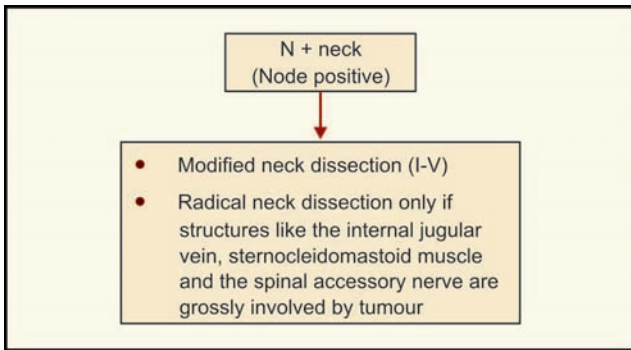 N + neck
(Node positive)
• Modified neck dissection (I-V)
• Radical neck dissection only if
structures like the internal jugular
vein, sternocleidomastoid muscle
and the spinal accessory nerve are
grossly involved by tumour